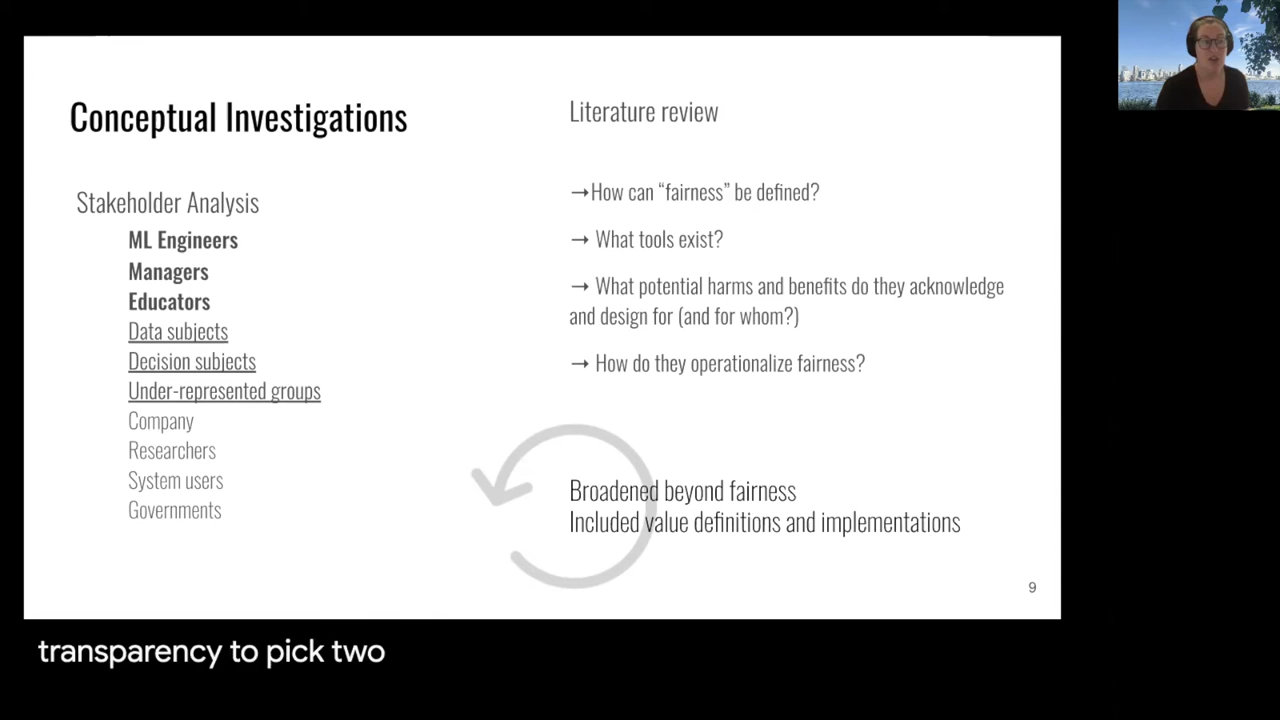 Conceptual Investigations
Stakeholder Analysis
ML Engineers
Managers
Educators
Data subjects
Decision subjects
Under-represented groups
Company
Researchers
System users
Governments
Literature review
→How can “fairness” be defined?
→ What tools exist?
→ What potential harms and benefits do they acknowledge
and design for (and for whom?)
→ How do they operationalize fairness?
Broadened beyond fairness
Included value definitions and implementations
9
transparency to pick two